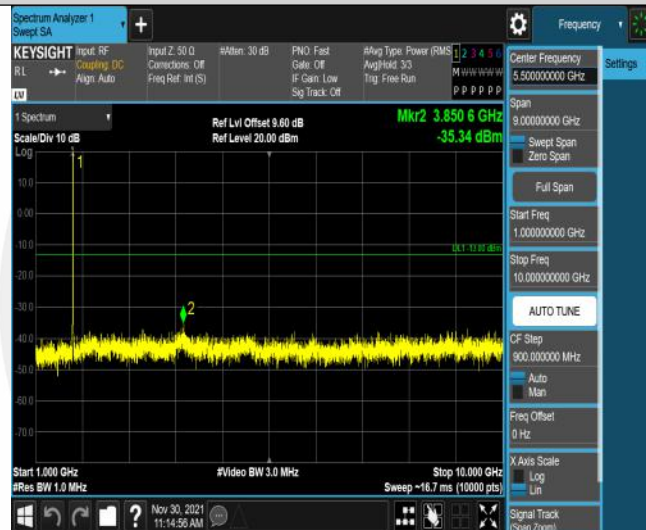 Spectrum Analyzer 1
Swept SA
Frequency
KEYSIGHT
RL
LV
Input: RF
Coupling: DC
Align: Auto
Input Z: 50 Ω
Corrections: Off
Freq Ref: Int (S)
#Atten: 30 dB
PNO: Fast
Gate: Off
IF Gain: Low
Sig Track: Off
#Avg Type: Power (RMS
Avg|Hold: 3/3
Trig: Free Run
1 2 3 4 5 6
M W W W W W
P P P P P P
Center Frequency
5.500000000 GHz
Settings
1 Spectrum
Scale/Div 10 dB
Log
Ref Lvl Offset 9.60 dB
Ref Level 20.00 dBm
Mkr2 3.850 6 GHz
-35.34 dBm
Span
9.00000000 GHz
Swept Span
Zero Span
Full Span
Start Freq
1.000000000 GHz
Stop Freq
10.000000000 GHz
AUTO TUNE
CF Step
900.000000 MHz
Auto
Man
Freq Offset
0 Hz
X Axis Scale
Log
Lin
Signal Track
(Span Zoom)
1
10.0
0.00
-10.0
DL1 -13.00 dBm
-20.0
-30.0
2
-40.0
-50.0
-60.0
-70.0
Start 1.000 GHz
#Res BW 1.0 MHz
#Video BW 3.0 MHz
Stop 10.000 GHz
Sweep ~16.7 ms (10000 pts)
?
Nov 30, 2021
11:14:56 AM